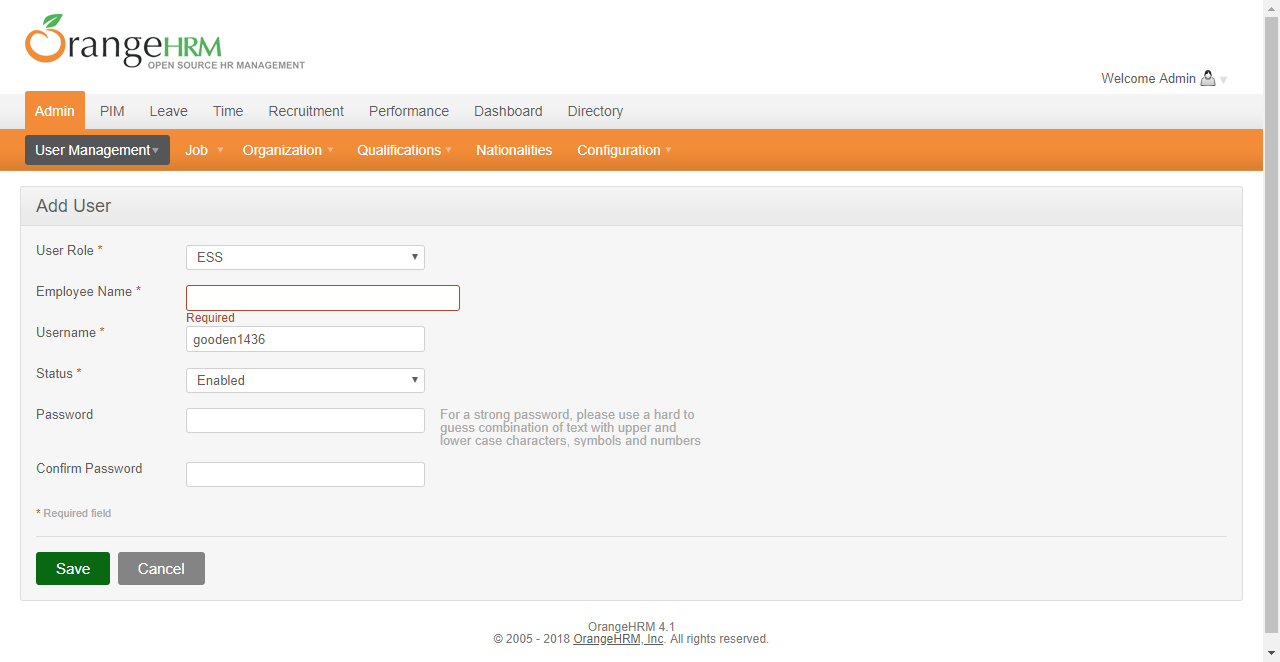 OrangeHRM
OPEN SOURCE HR MANAGEMENT
Welcome Admin
Admin PIM Leave Time Recruitment Performance Dashboard Directory
User Management Job Organization Qualifications Nationalities Configuration
Add User
User Role * ESS
Employee Name *
Required
Username * gooden1436
Status * Enabled
Password
For a strong password, please use a hard to
guess combination of text with upper and
lower case characters, symbols and numbers
Confirm Password
* Required field
Save Cancel
OrangeHRM 4.1
© 2005 - 2018 OrangeHRM, Inc. All rights reserved.